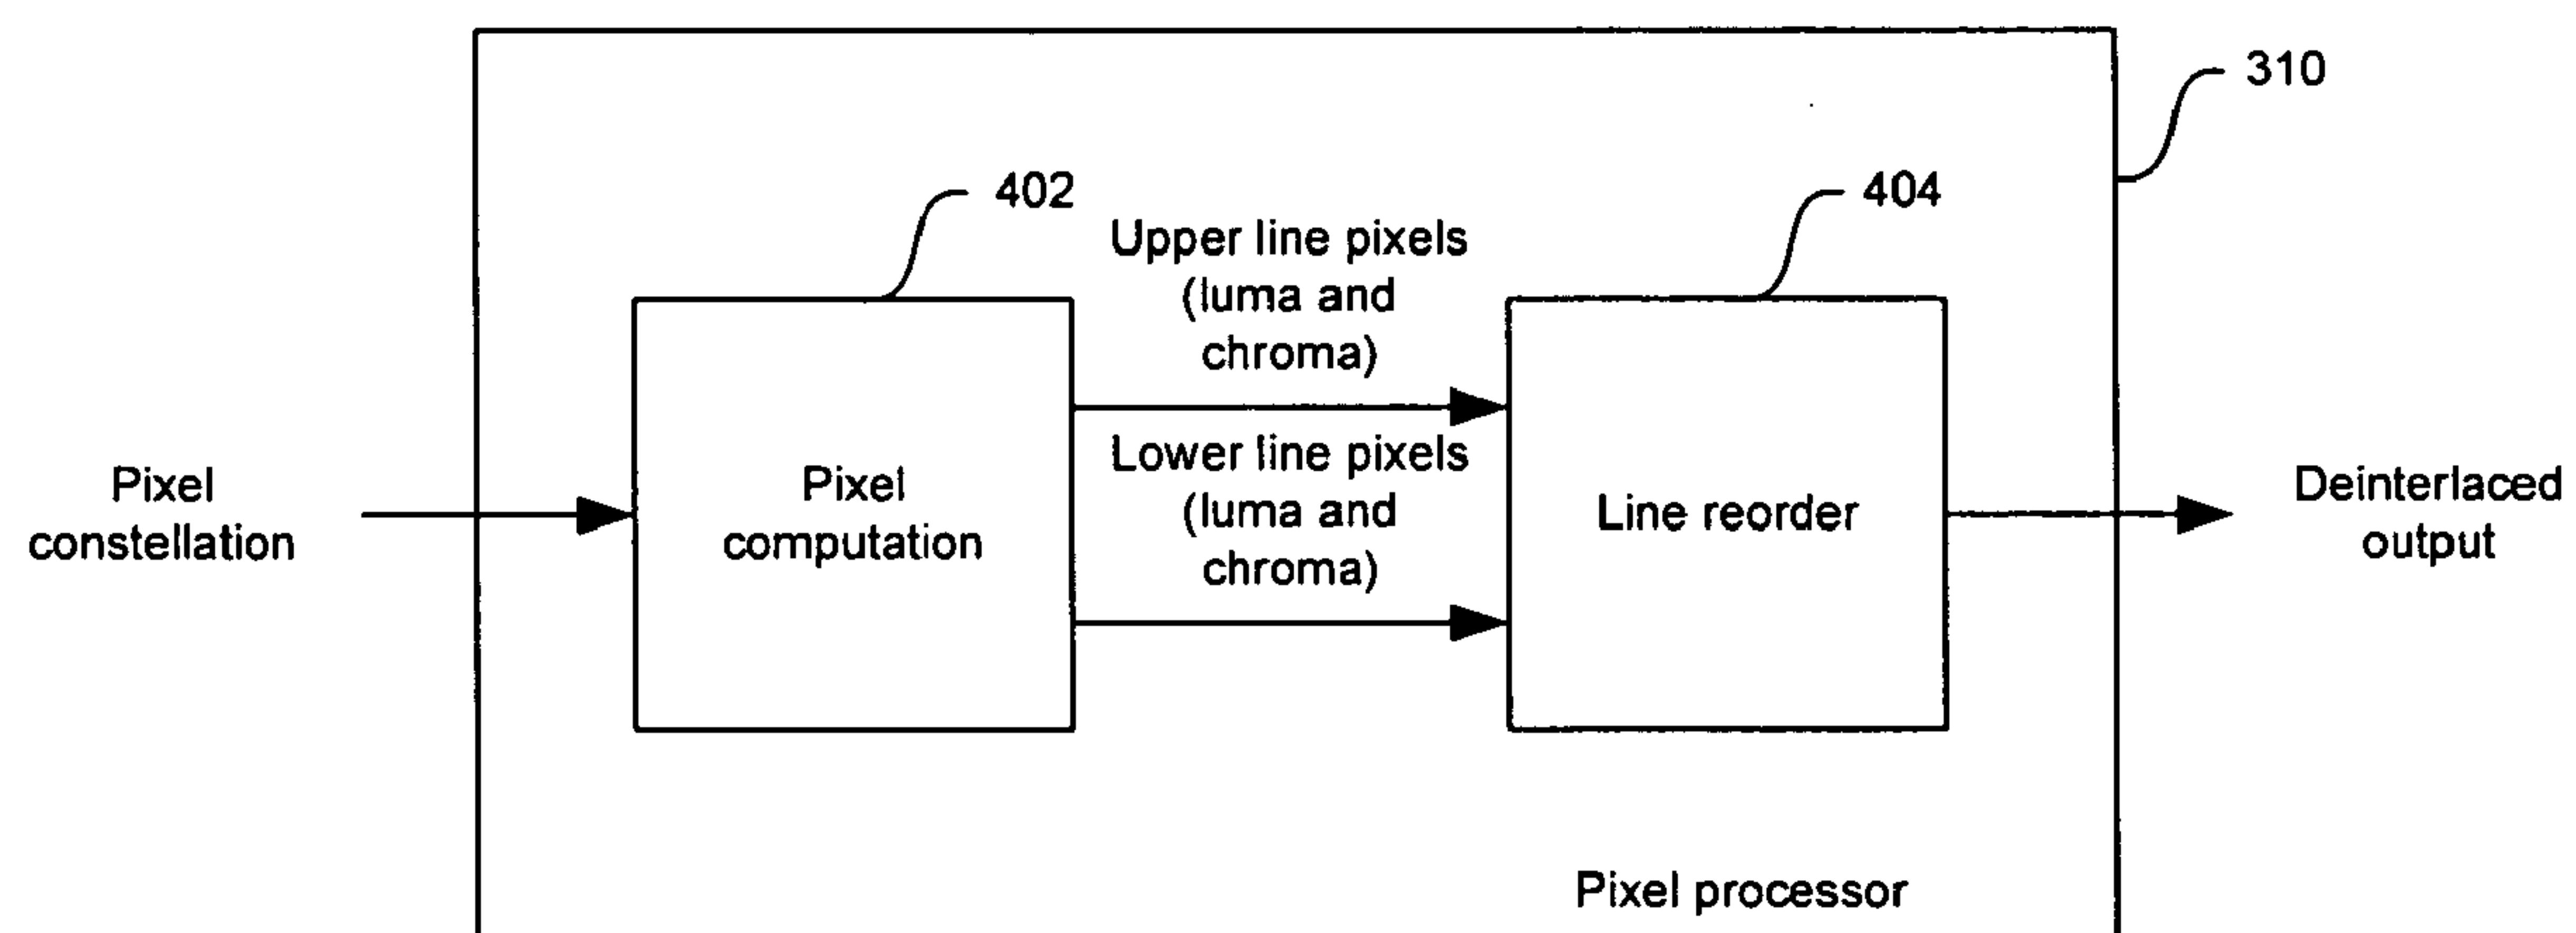 310
402
404
Upper line pixels
(luma and
chroma)
Lower line pixels
(luma and
chroma)
Pixel
constellation
Pixel
computation
Line reorder
Deinterlaced
output
Pixel processor